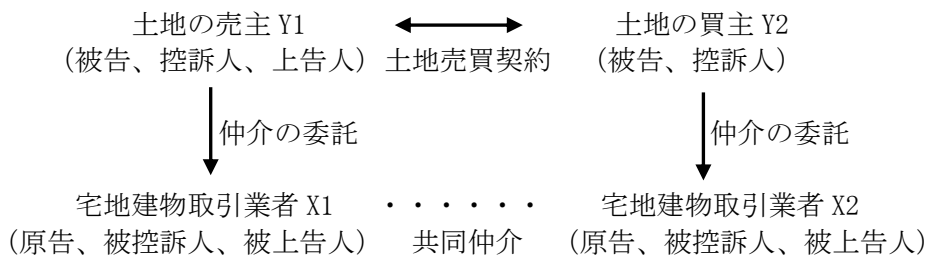 土地の売主 Y1 土地の買主 Y2
(被告、控訴人、上告人) 土地売買契約 (被告、控訴人)
仲介の委託 仲介の委託
宅地建物取引業者 X1 ・・・・・・ 宅地建物取引業者 X2
(原告、被控訴人、被上告人) 共同仲介 (原告、被控訴人、被上告人)